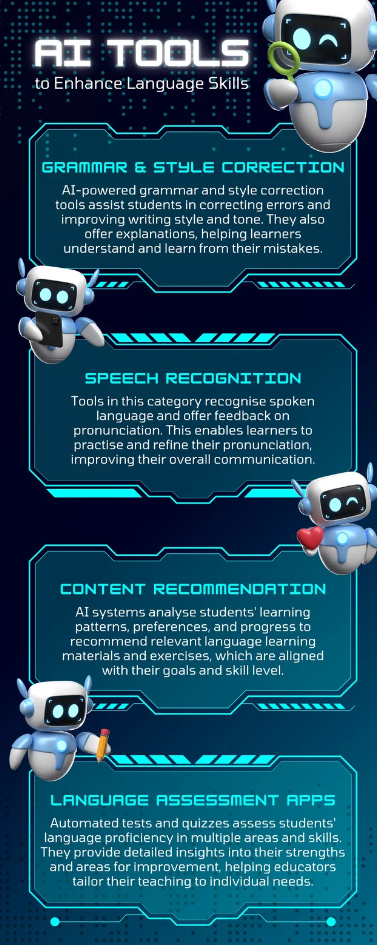 AI TOOLS
to Enhance Language Skills
GRAMMAR & STYLE CORRECTION
AI-powered grammar and style correction
tools assist students in correcting errors and
improving writing style and tone. They also
offer explanations, helping learners
understand and learn from their mistakes.
SPEECH RECOGNITION
Tools in this category recognise spoken
language and offer feedback on
pronunciation. This enables learners to
practise and refine their pronunciation,
improving their overall communication.
CONTENT RECOMMENDATION
AI systems analyse students' learning
patterns, preferences, and progress to
recommend relevant language learning
materials and exercises, which are aligned
with their goals and skill level.
LANGUAGE ASSESSMENT APPS
Automated tests and quizzes assess students'
language proficiency in multiple areas and skills.
They provide detailed insights into their strengths
and areas for improvement, helping educators
tailor their teaching to individual needs.